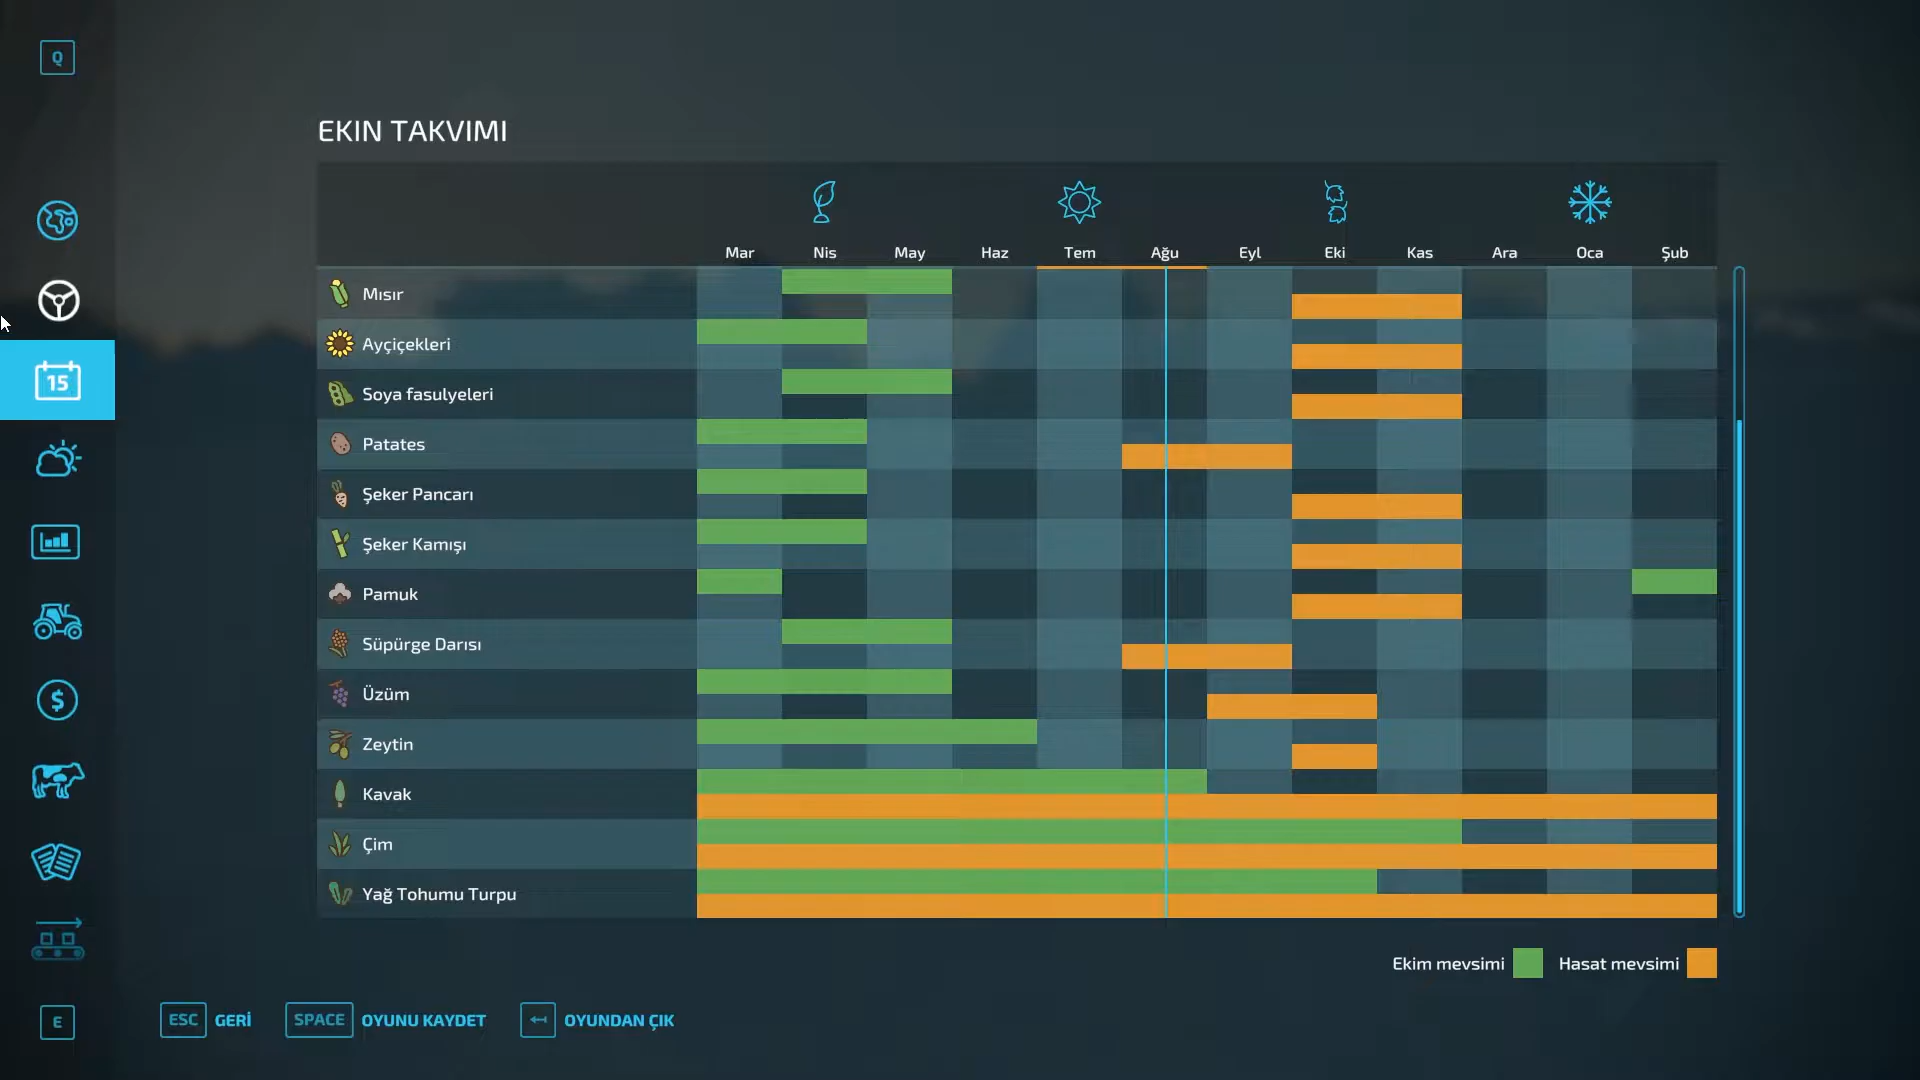 Q
EKIN TAKVIMI
Mar Nis May Haz Tem Ağu Eyl Eki Kas Ara Oca Şub
Mısır
Ayçiçekleri
15
Soya fasulyeleri
Patates
Şeker Pancarı
Şeker Kamışı
Pamuk
Süpürge Darısı
Üzüm
$
Zeytin
Kavak
Çim
Yağ Tohumu Turpu
Ekim mevsimi Hasat mevsimi
E
ESC GERİ SPACE OYUNU KAYDET OYUNDAN ÇIK